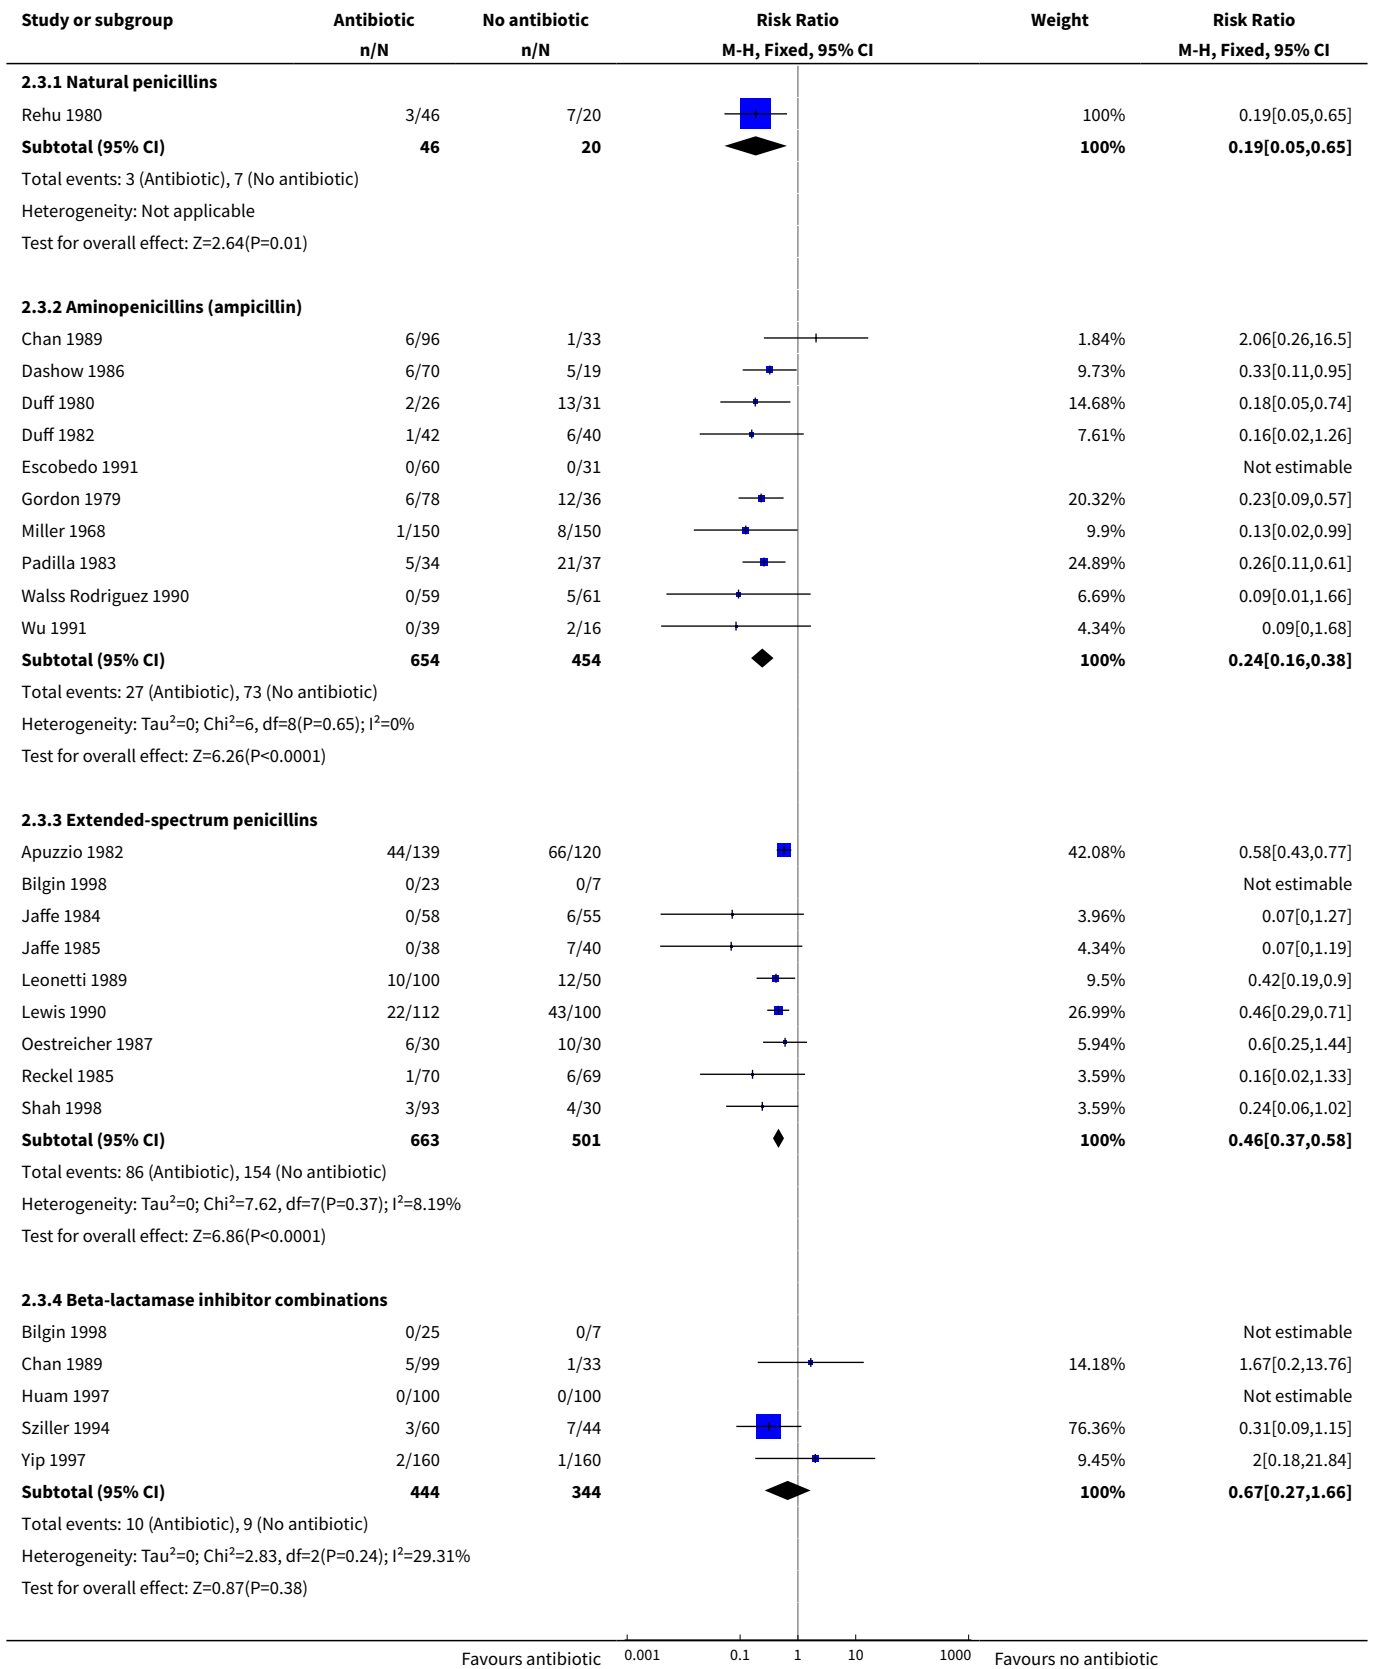 Study or subgroup Antibiotic No antibiotic Risk Ratio Weight Risk Ratio
n/N n/N M-H, Fixed, 95% CI M-H, Fixed, 95% CI
2.3.1 Natural penicillins
Rehu 1980 3/46 7/20 100% 0.19[0.05,0.65]
Subtotal (95% CI) 46 20 100% 0.19[0.05,0.65]
Total events: 3 (Antibiotic), 7 (No antibiotic)
Heterogeneity: Not applicable
Test for overall effect: Z=2.64(P=0.01)
2.3.2 Aminopenicillins (ampicillin)
Chan 1989 6/96 1/33 1.84% 2.06[0.26,16.5]
Dashow 1986 6/70 5/19 9.73% 0.33[0.11,0.95]
Duff 1980 2/26 13/31 14.68% 0.18[0.05,0.74]
Duff 1982 1/42 6/40 7.61% 0.16[0.02,1.26]
Escobedo 1991 0/60 0/31 Not estimable
Gordon 1979 6/78 12/36 20.32% 0.23[0.09,0.57]
Miller 1968 1/150 8/150 9.9% 0.13[0.02,0.99]
Padilla 1983 5/34 21/37 24.89% 0.26[0.11,0.61]
Walss Rodriguez 1990 0/59 5/61 6.69% 0.09[0.01,1.66]
Wu 1991 0/39 2/16 4.34% 0.09[0,1.68]
Subtotal (95% CI) 654 454 100% 0.24[0.16,0.38]
Total events: 27 (Antibiotic), 73 (No antibiotic)
Heterogeneity: Tau²=0; Chi²=6, df=8(P=0.65); I²=0%
Test for overall effect: Z=6.26(P<0.0001)
2.3.3 Extended-spectrum penicillins
Apuzzio 1982 44/139 66/120 42.08% 0.58[0.43,0.77]
Bilgin 1998 0/23 0/7 Not estimable
Jaffe 1984 0/58 6/55 3.96% 0.07[0,1.27]
Jaffe 1985 0/38 7/40 4.34% 0.07[0,1.19]
Leonetti 1989 10/100 12/50 9.5% 0.42[0.19,0.9]
Lewis 1990 22/112 43/100 26.99% 0.46[0.29,0.71]
Oestreicher 1987 6/30 10/30 5.94% 0.6[0.25,1.44]
Reckel 1985 1/70 6/69 3.59% 0.16[0.02,1.33]
Shah 1998 3/93 4/30 3.59% 0.24[0.06,1.02]
Subtotal (95% CI) 663 501 100% 0.46[0.37,0.58]
Total events: 86 (Antibiotic), 154 (No antibiotic)
Heterogeneity: Tau²=0; Chi²=7.62, df=7(P=0.37); I²=8.19%
Test for overall effect: Z=6.86(P<0.0001)
2.3.4 Beta-lactamase inhibitor combinations
Bilgin 1998 0/25 0/7 Not estimable
Chan 1989 5/99 1/33 14.18% 1.67[0.2,13.76]
Huam 1997 0/100 0/100 Not estimable
Sziller 1994 3/60 7/44 76.36% 0.31[0.09,1.15]
Yip 1997 2/160 1/160 9.45% 2[0.18,21.84]
Subtotal (95% CI) 444 344 100% 0.67[0.27,1.66]
Total events: 10 (Antibiotic), 9 (No antibiotic)
Heterogeneity: Tau²=0; Chi²=2.83, df=2(P=0.24); I²=29.31%
Test for overall effect: Z=0.87(P=0.38)
Favours antibiotic 0.001 0.1 1 10 1000 Favours no antibiotic